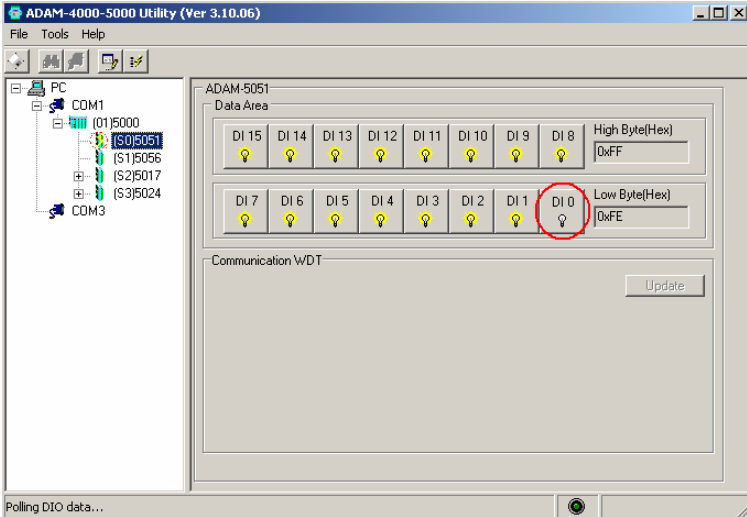 ADAM-4000-5000 Utility (Ver 3.10.06)
File Tools Help
PC
COM1
(01)5000
(S0)5051
(S1)5056
(S2)5017
(S3)5024
COM3
ADAM-5051
Data Area
DI 15 DI 14 DI 13 DI 12 DI 11 DI 10 DI 9 DI 8
High Byte(Hex)
0xFF
DI 7 DI 6 DI 5 DI 4 DI 3 DI 2 DI 1 DI 0
Low Byte(Hex)
0xFE
Communication WDT
Update
Polling DIO data...